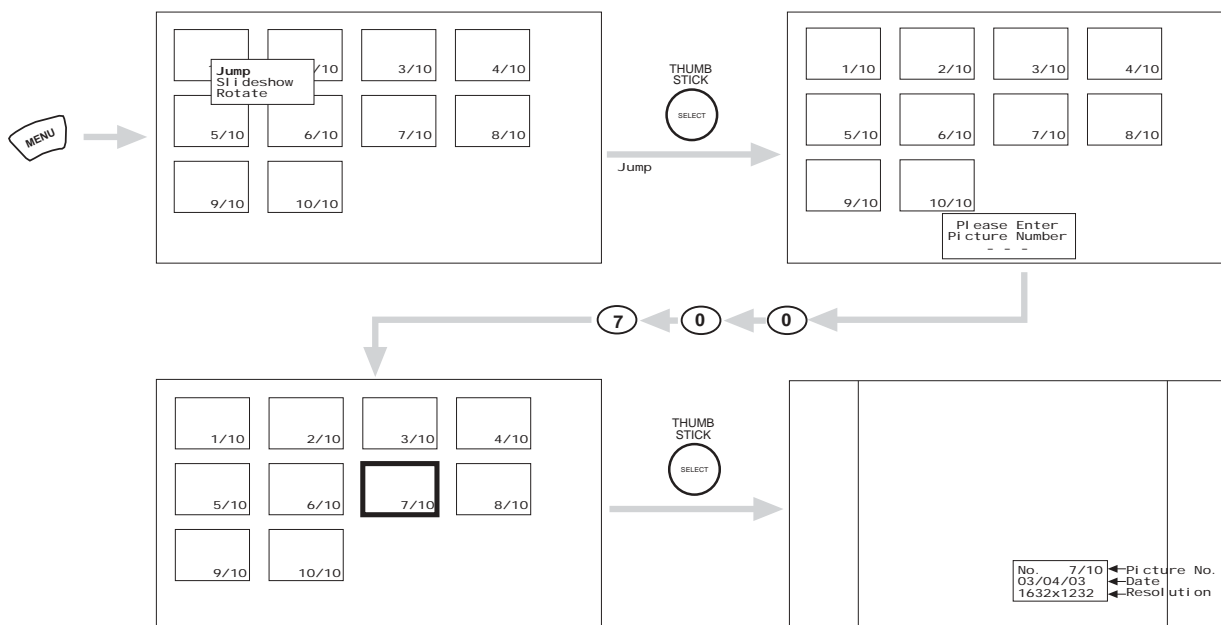 MENU
/10
3/10
4/10
Jump
Slideshow
Rotate
5/10
6/10
7/10
8/10
9/10
10/10
THUMB
STICK
SELECT
Jump
1/10
2/10
3/10
4/10
5/10
6/10
7/10
8/10
9/10
10/10
Please Enter
Picture Number
- - -
7 0 0
1/10
2/10
3/10
4/10
5/10
6/10
7/10
8/10
9/10
10/10
THUMB
STICK
SELECT
No. 7/10 Picture No.
03/04/03 Date
1632x1232 Resolution